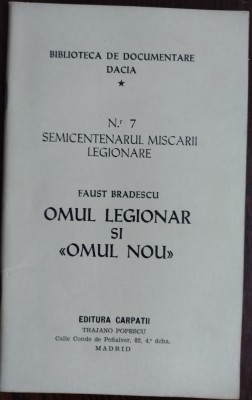 BIBLIOTECA DE DOCUMENTARE
DACIA
★
N.r 7
SEMICENTENARUL MISCARII
LEGIONARE
FAUST BRADESCU
OMUL LEGIONAR
SI
«OMUL NOU»
EDITURA CARPATII
TRAJANO POPESCU
Calle Conde de Peñalver, 82, 4.º dcha.
MADRID